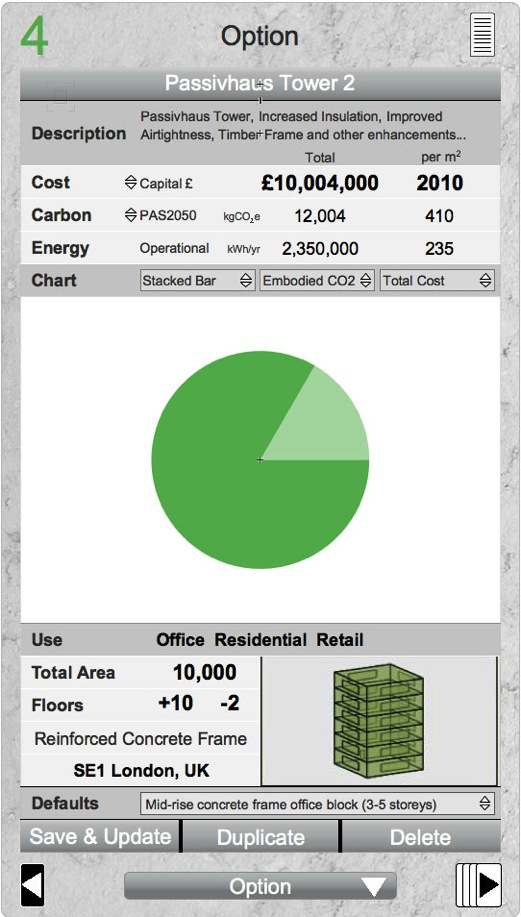 4 Option
Passivhaus Tower 2
Description Passivhaus Tower, Increased Insulation, Improved
Airtightness, Timber Frame and other enhancements...
Total per m²
Cost Capital £ £10,004,000 2010
Carbon PAS2050 kgCO₂e 12,004 410
Energy Operational kWh/yr 2,350,000 235
Chart Stacked Bar Embodied CO2 Total Cost
Use Office Residential Retail
Total Area 10,000
Floors +10 -2
Reinforced Concrete Frame
SE1 London, UK
Defaults Mid-rise concrete frame office block (3-5 storeys)
Save & Update Duplicate Delete
Option